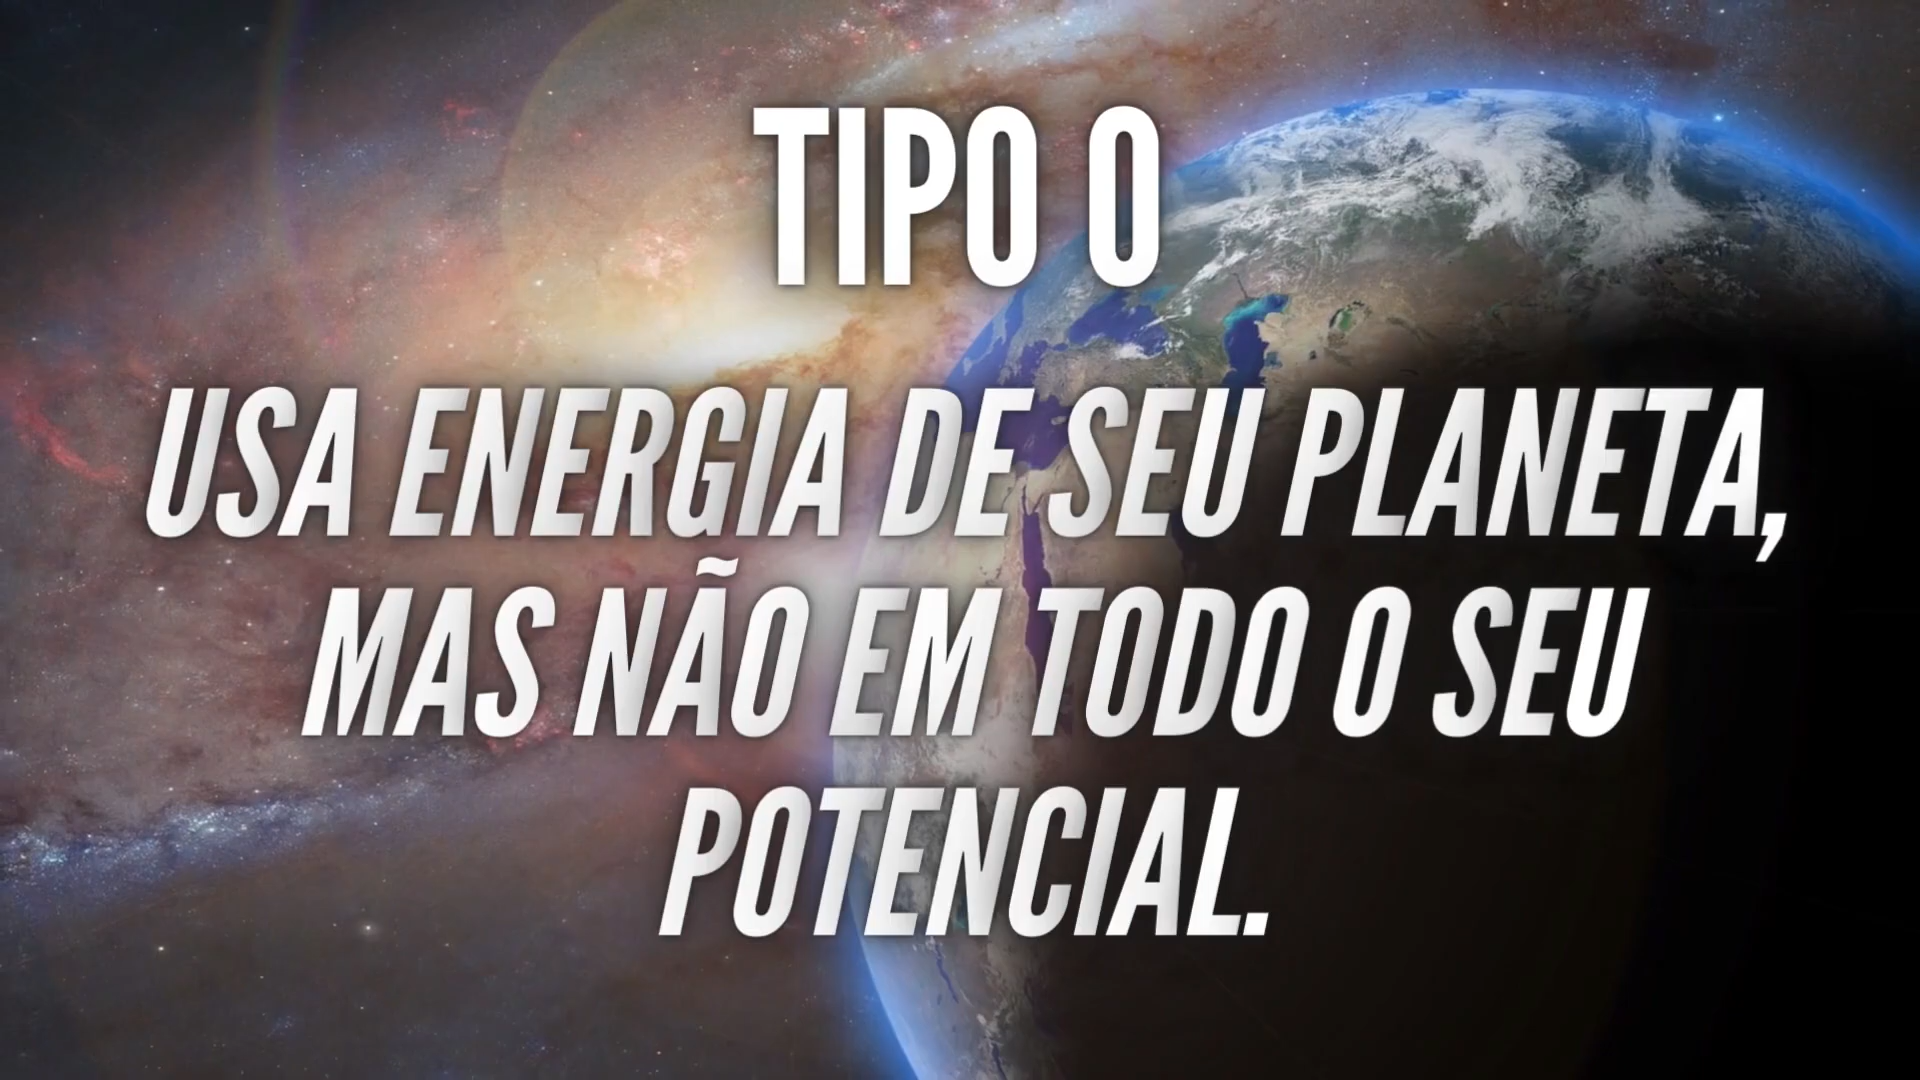 TIPO 0
USA ENERGIA DE SEU PLANETA,
MAS NÃO EM TODO O SEU
POTENCIAL.